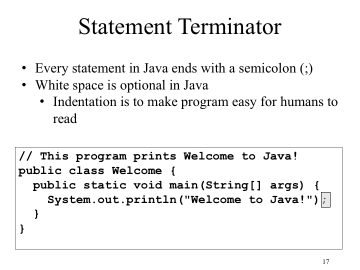 Statement Terminator
• Every statement in Java ends with a semicolon (;)
• White space is optional in Java
• Indentation is to make program easy for humans to
read
// This program prints Welcome to Java!
public class Welcome {
  public static void main(String[] args) {
    System.out.println("Welcome to Java!");
  }
}
17